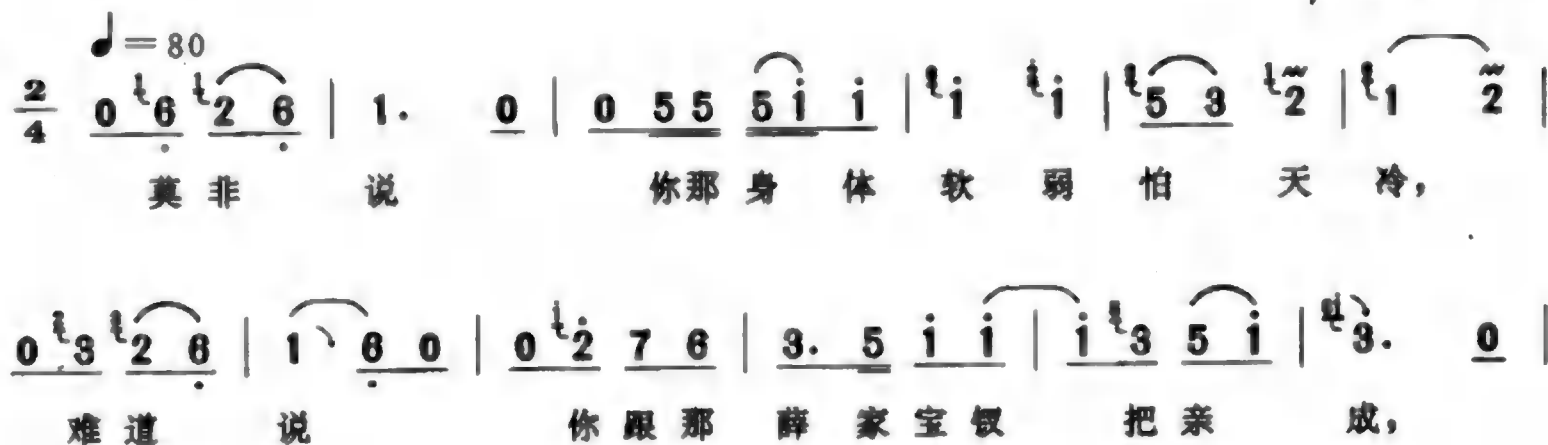 ♩=80
2/4 0 6 2 6 | 1. 0 | 0 5 5 5 i i | i i | 5 3 2 | 1 2 |
莫非 说 你那身体软弱怕天冷,
0 3 2 6 | 1 6 0 | 0 2 7 6 | 3. 5 i i | i 3 5 i | 3. 0 |
难道 说 你跟那薛家宝钗把亲成,